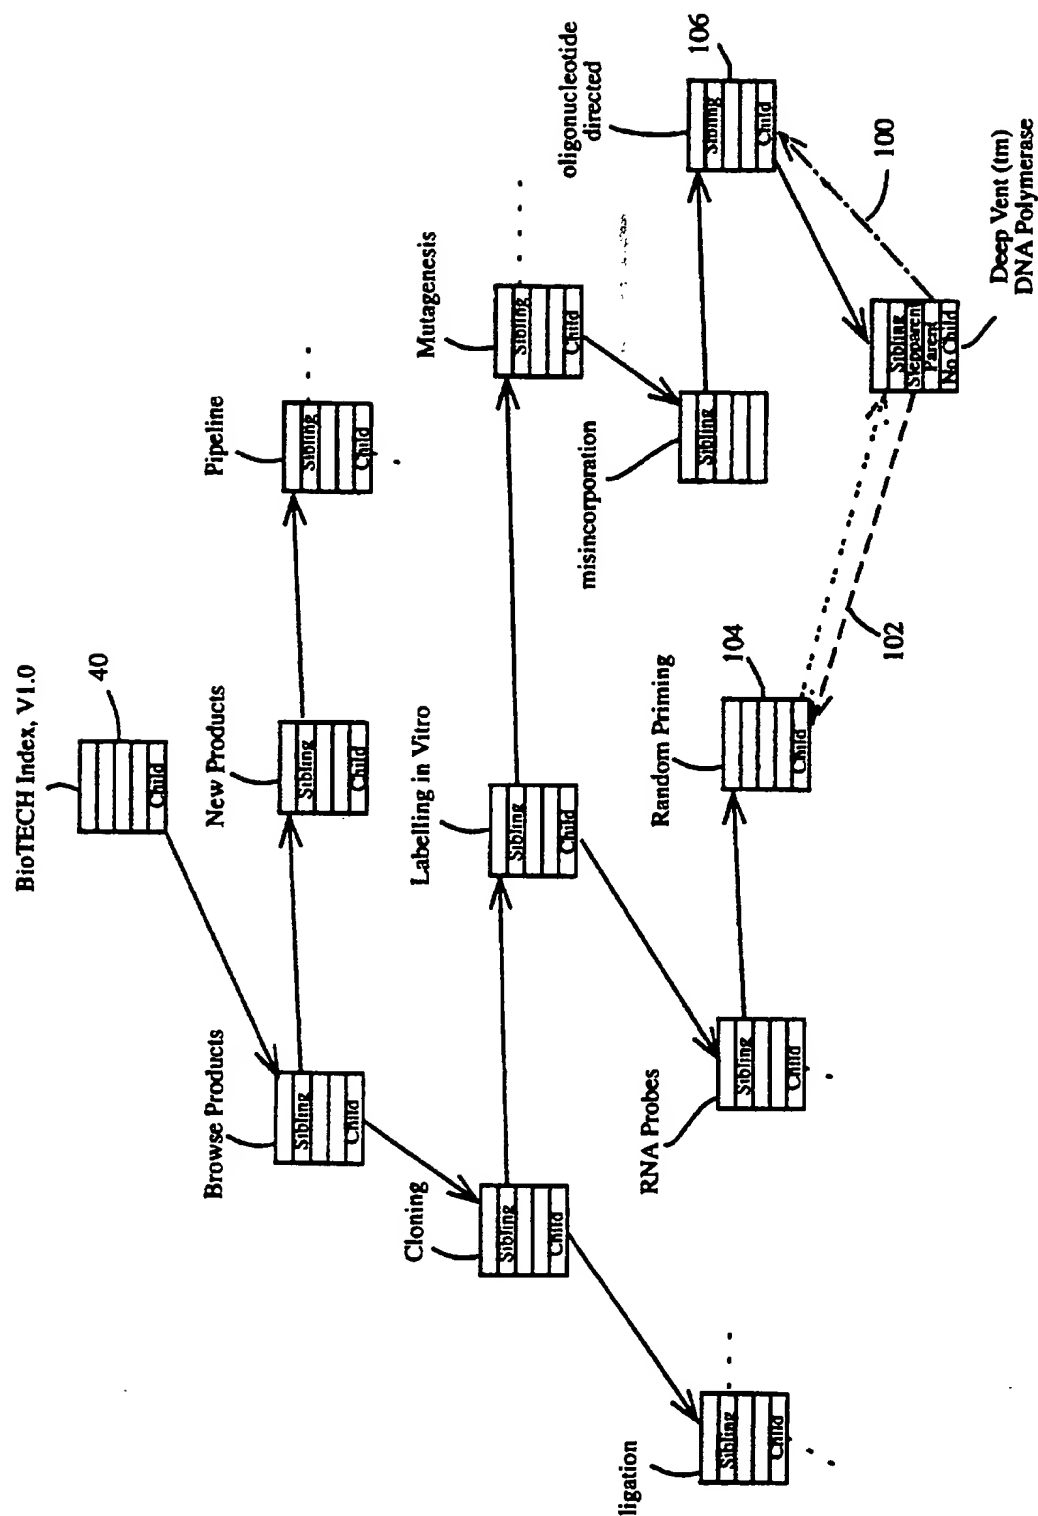 BioTECH Index, V1.0
40
Child
Browse Products
Sibling
Child
New Products
Sibling
Child
Pipeline
Sibling
Child
Cloning
Sibling
Child
Labelling in Vitro
Sibling
Child
Mutagenesis
Sibling
Child
ligation
Sibling
Child
RNA Probes
Sibling
Child
Random Priming
104
Child
misincorporation
Sibling
oligonucleotide
directed
106
Sibling
Child
102
100
Sibling
Stepparent
Parent
No Child
Deep Vent (tm)
DNA Polymerase